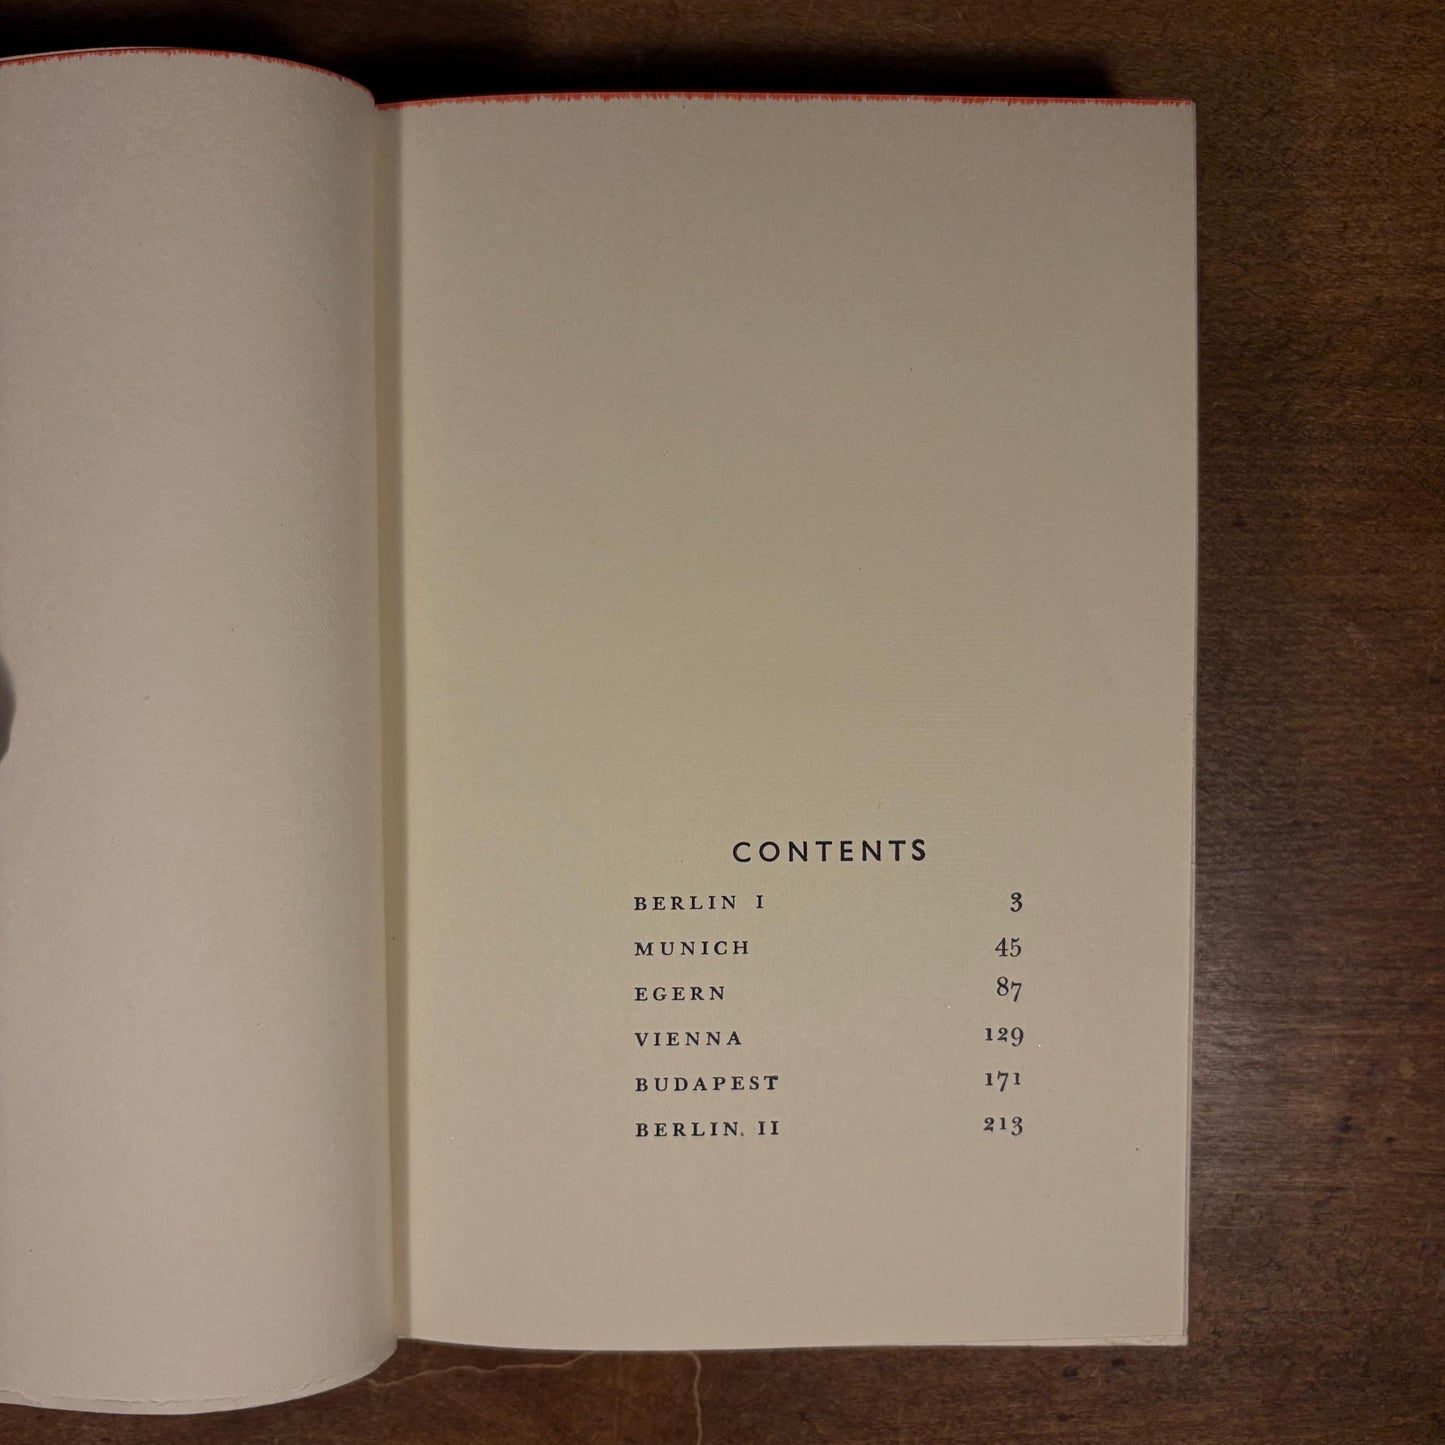 CONTENTS
BERLIN I 3
MUNICH 45
EGERN 87
VIENNA 129
BUDAPEST 171
BERLIN II 213